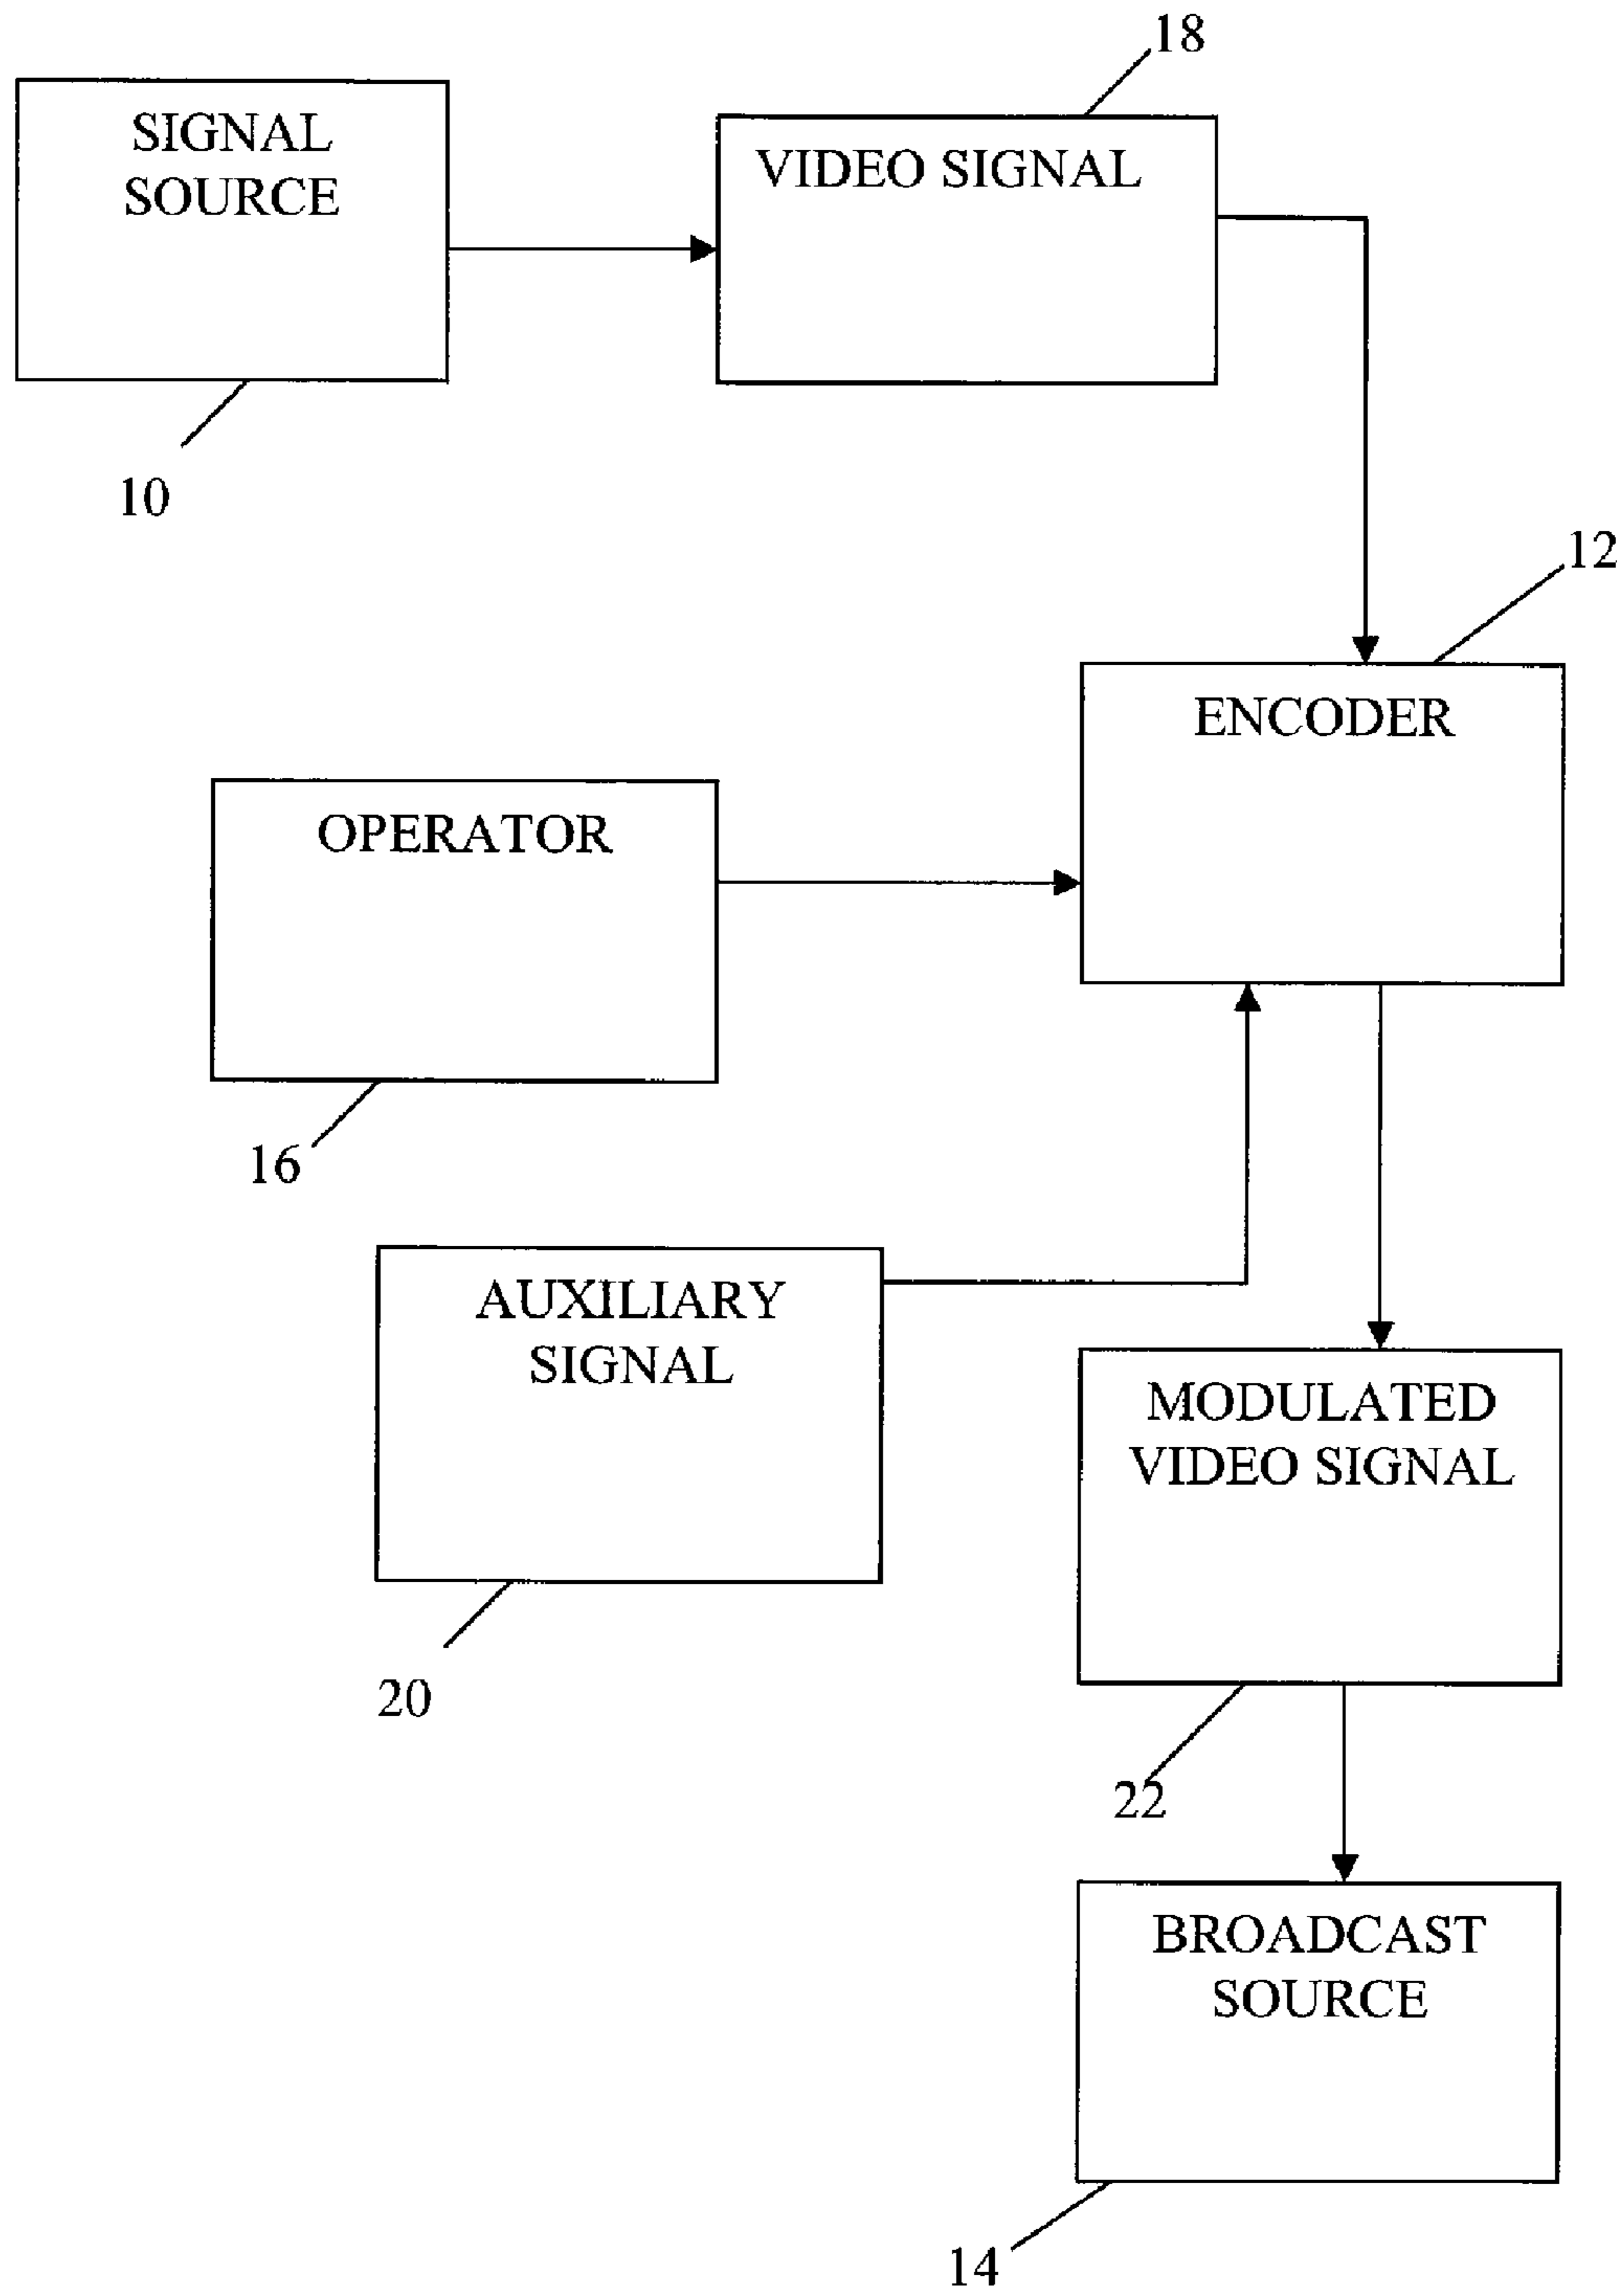 18
SIGNAL
SOURCE
VIDEO SIGNAL
10
12
ENCODER
OPERATOR
16
AUXILIARY
SIGNAL
MODULATED
VIDEO SIGNAL
20
22
BROADCAST
SOURCE
14